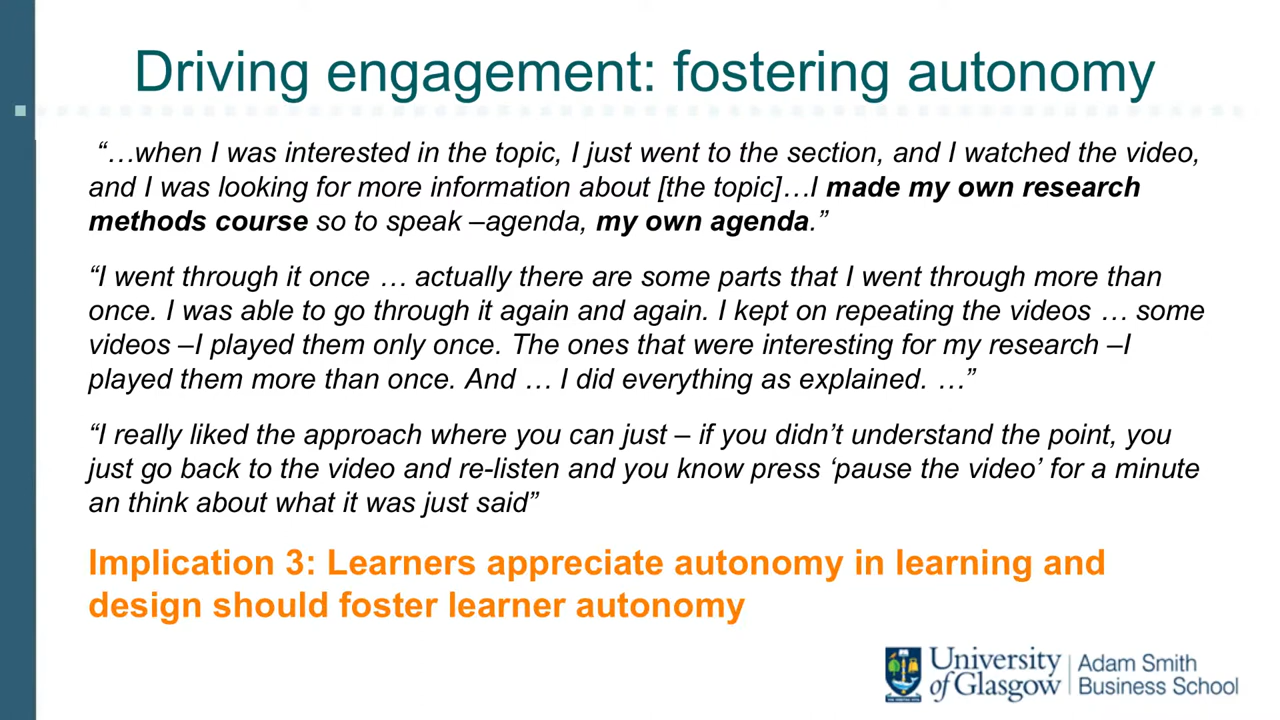 Driving engagement: fostering autonomy
“…when I was interested in the topic, I just went to the section, and I watched the video,
and I was looking for more information about [the topic]…I made my own research
methods course so to speak –agenda, my own agenda.”
“I went through it once … actually there are some parts that I went through more than
once. I was able to go through it again and again. I kept on repeating the videos … some
videos –I played them only once. The ones that were interesting for my research –I
played them more than once. And … I did everything as explained. …”
“I really liked the approach where you can just – if you didn’t understand the point, you
just go back to the video and re-listen and you know press ‘pause the video’ for a minute
an think about what it was just said”
Implication 3: Learners appreciate autonomy in learning and
design should foster learner autonomy
University
of Glasgow
Adam Smith
Business School